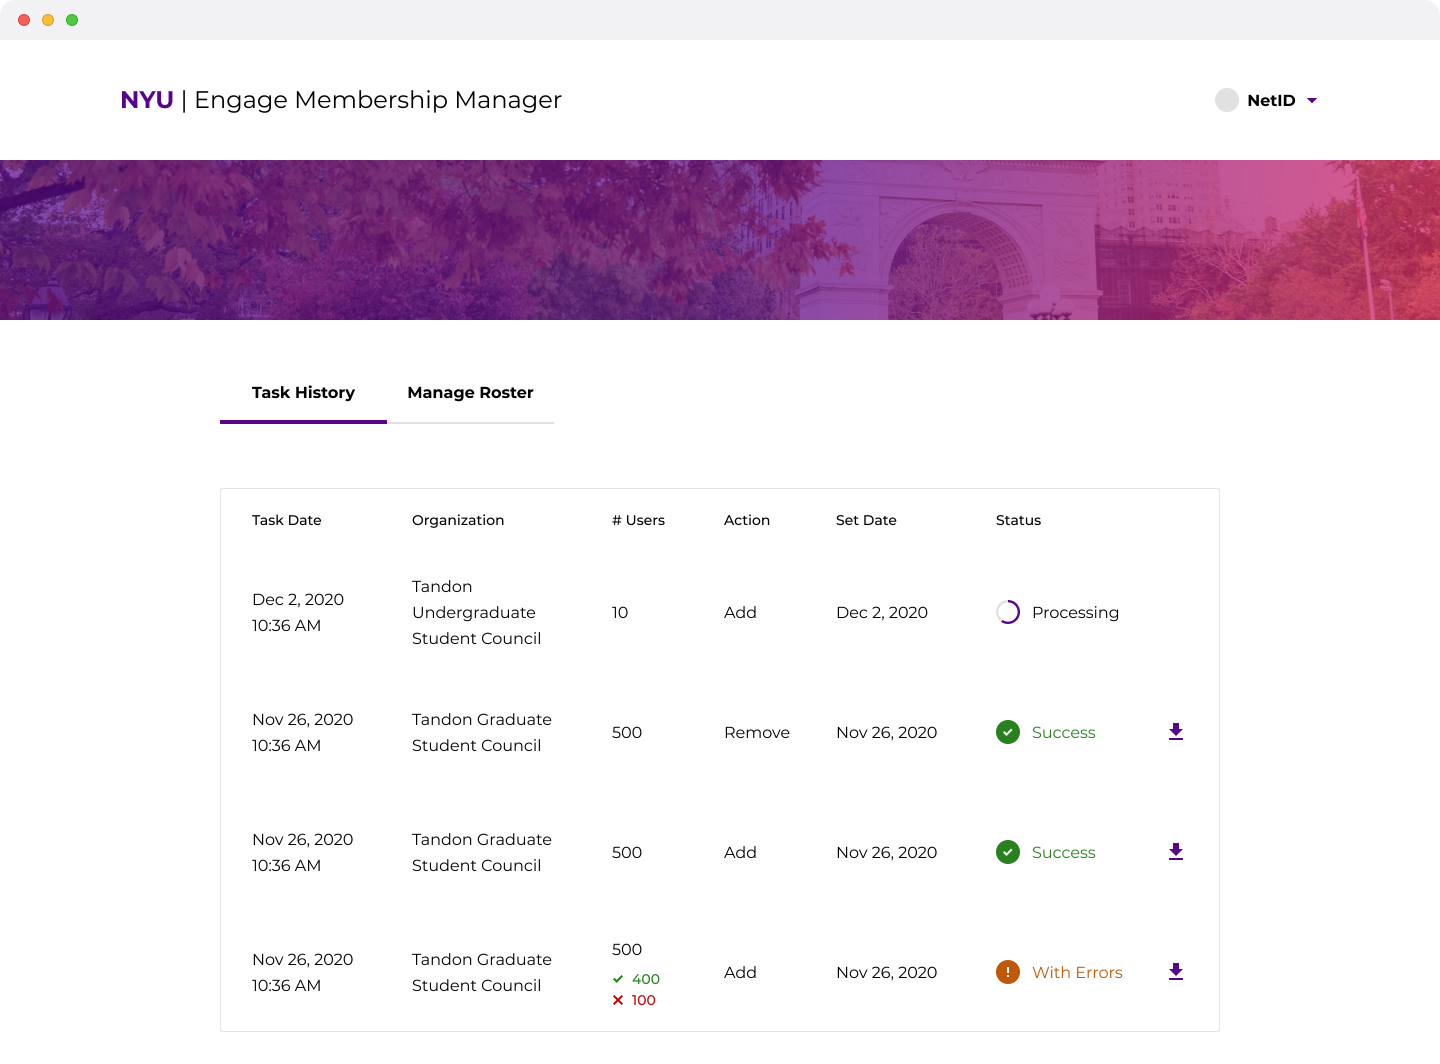 NYU | Engage Membership Manager
NetID
Task History
Manage Roster
Task Date
Organization
# Users
Action
Set Date
Status
Dec 2, 2020
10:36 AM
Tandon
Undergraduate
Student Council
10
Add
Dec 2, 2020
Processing
Nov 26, 2020
10:36 AM
Tandon Graduate
Student Council
500
Remove
Nov 26, 2020
Success
Nov 26, 2020
10:36 AM
Tandon Graduate
Student Council
500
Add
Nov 26, 2020
Success
Nov 26, 2020
10:36 AM
Tandon Graduate
Student Council
500
400
100
Add
Nov 26, 2020
With Errors